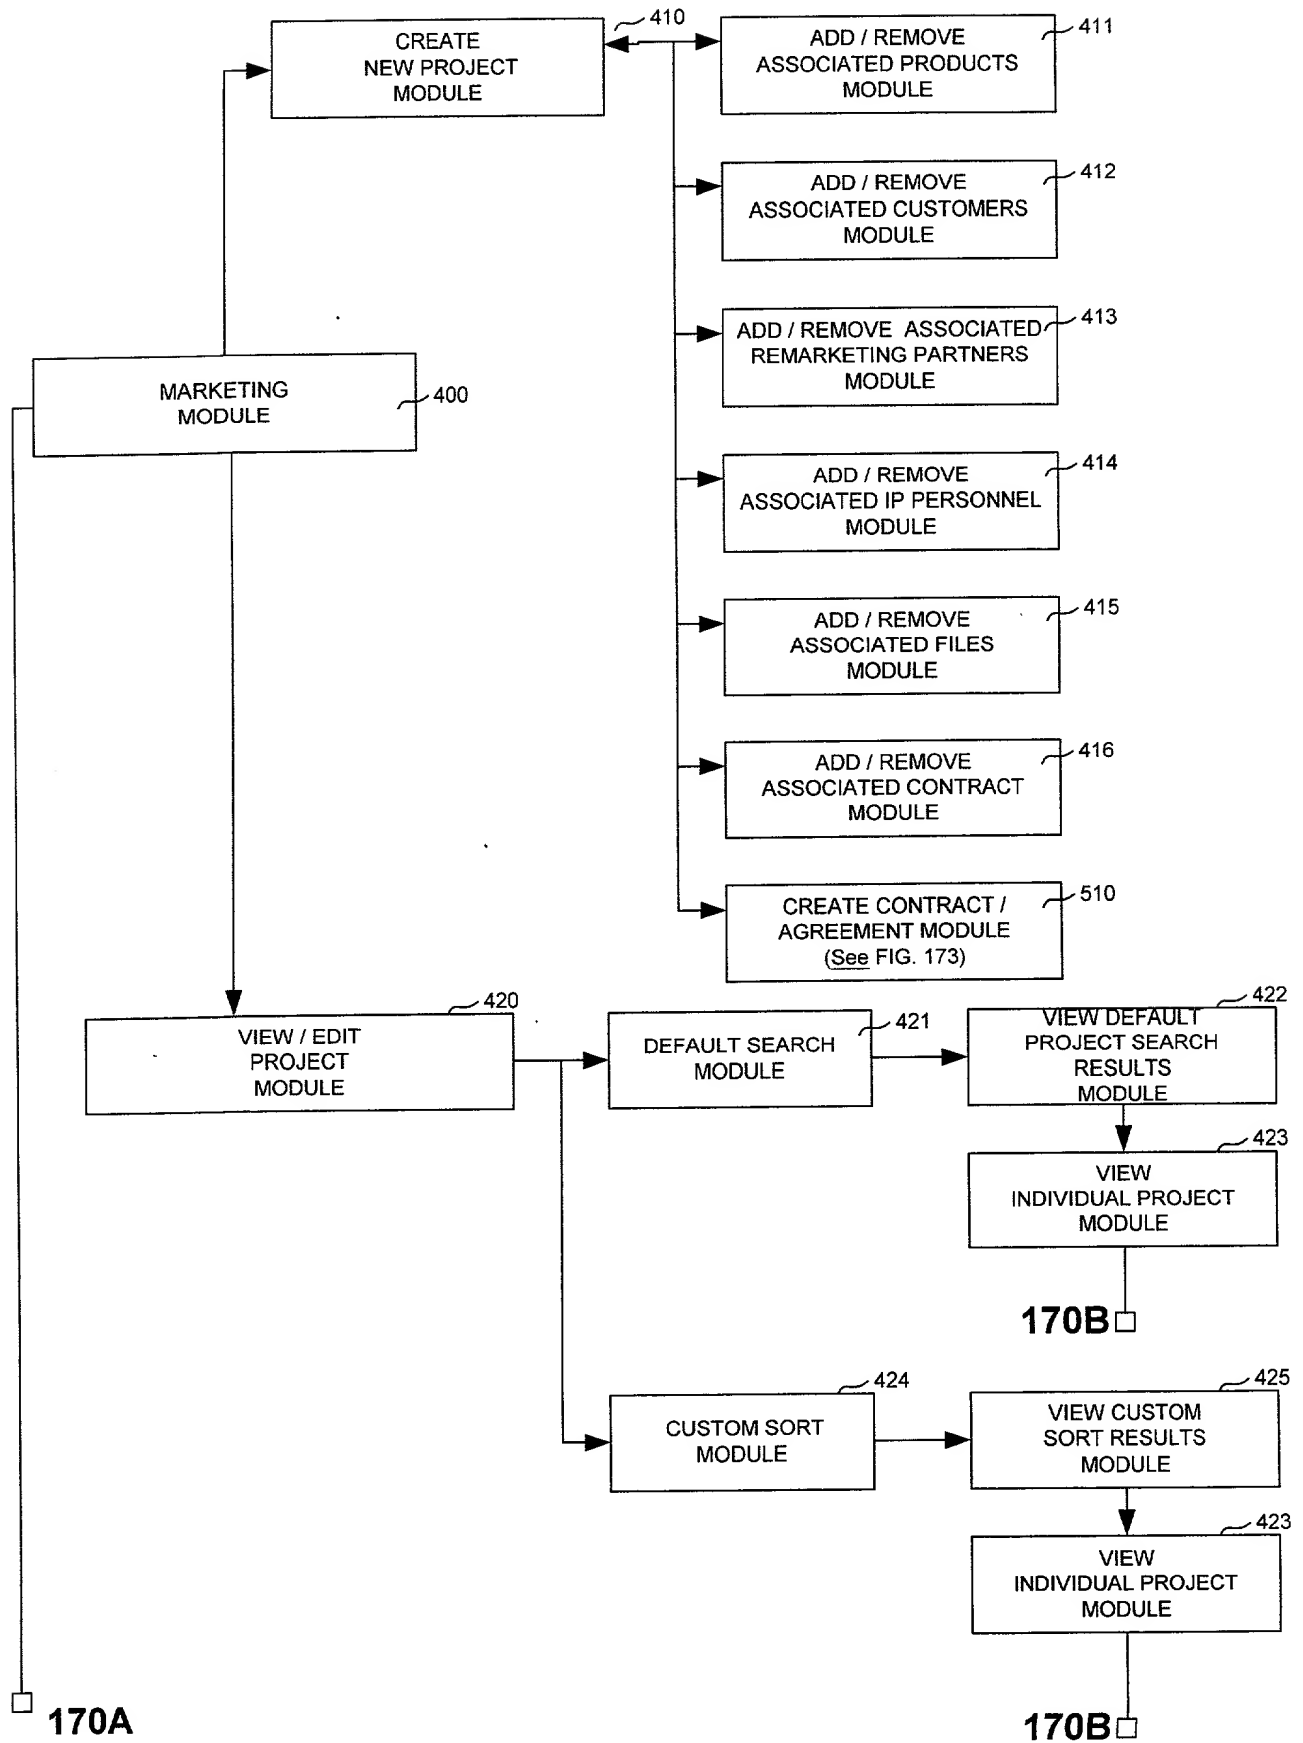 CREATE
NEW PROJECT
MODULE
410
ADD / REMOVE
ASSOCIATED PRODUCTS
MODULE
411
ADD / REMOVE
ASSOCIATED CUSTOMERS
MODULE
412
ADD / REMOVE ASSOCIATED
REMARKETING PARTNERS
MODULE
413
MARKETING
MODULE
400
ADD / REMOVE
ASSOCIATED IP PERSONNEL
MODULE
414
ADD / REMOVE
ASSOCIATED FILES
MODULE
415
ADD / REMOVE
ASSOCIATED CONTRACT
MODULE
416
CREATE CONTRACT /
AGREEMENT MODULE
(See FIG. 173)
510
VIEW / EDIT
PROJECT
MODULE
420
DEFAULT SEARCH
MODULE
421
VIEW DEFAULT
PROJECT SEARCH
RESULTS
MODULE
422
VIEW
INDIVIDUAL PROJECT
MODULE
423
170B
CUSTOM SORT
MODULE
424
VIEW CUSTOM
SORT RESULTS
MODULE
425
VIEW
INDIVIDUAL PROJECT
MODULE
423
170A
170B